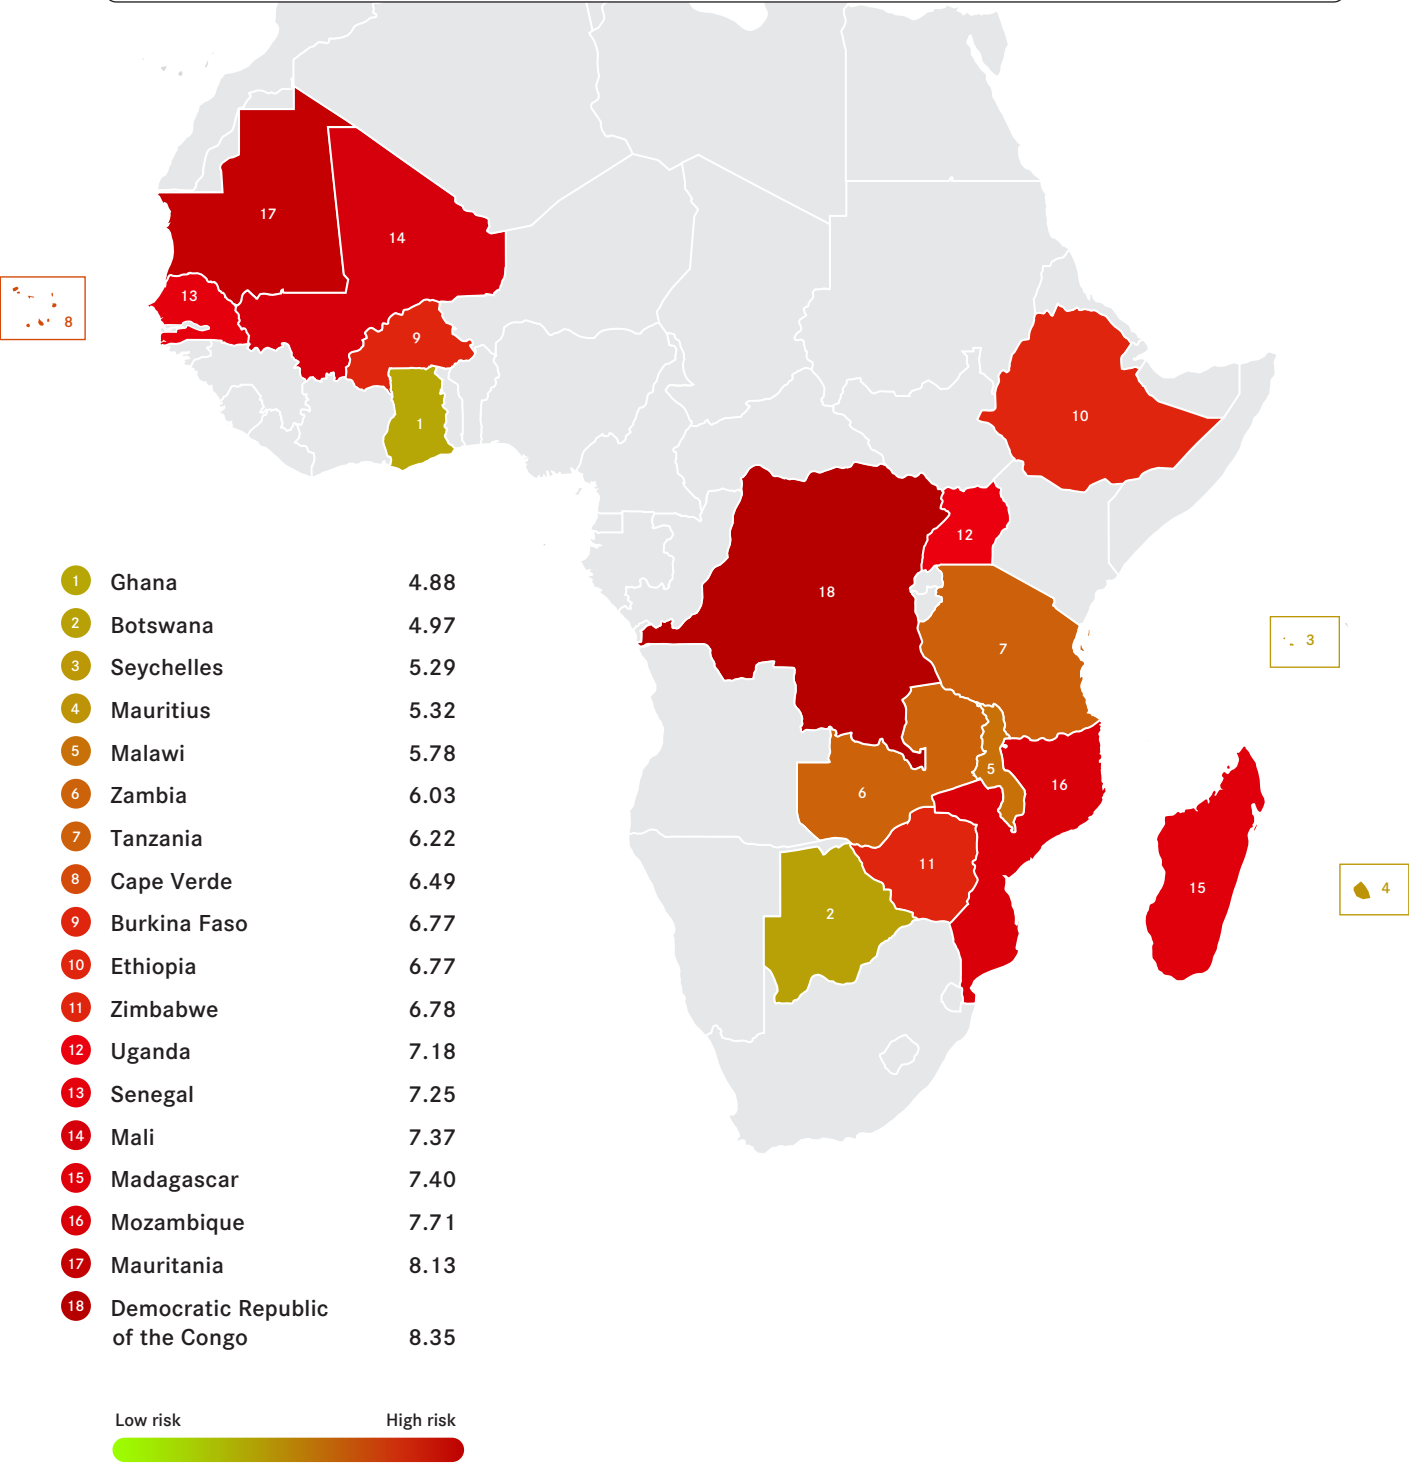 17
14
13
8
9
1
10
12
18
7
3
5
16
6
11
15
4
2
1 Ghana 4.88
2 Botswana 4.97
3 Seychelles 5.29
4 Mauritius 5.32
5 Malawi 5.78
6 Zambia 6.03
7 Tanzania 6.22
8 Cape Verde 6.49
9 Burkina Faso 6.77
10 Ethiopia 6.77
11 Zimbabwe 6.78
12 Uganda 7.18
13 Senegal 7.25
14 Mali 7.37
15 Madagascar 7.40
16 Mozambique 7.71
17 Mauritania 8.13
18 Democratic Republic
of the Congo 8.35
Low risk High risk